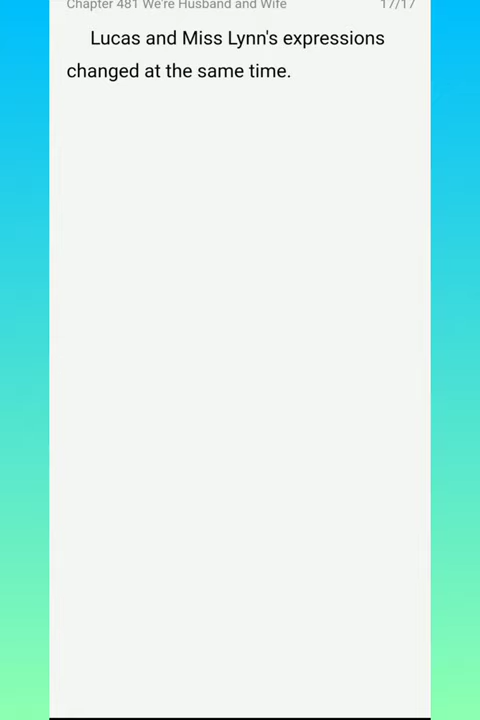 Chapter 481 We're Husband and Wife 17/17
Lucas and Miss Lynn's expressions
changed at the same time.